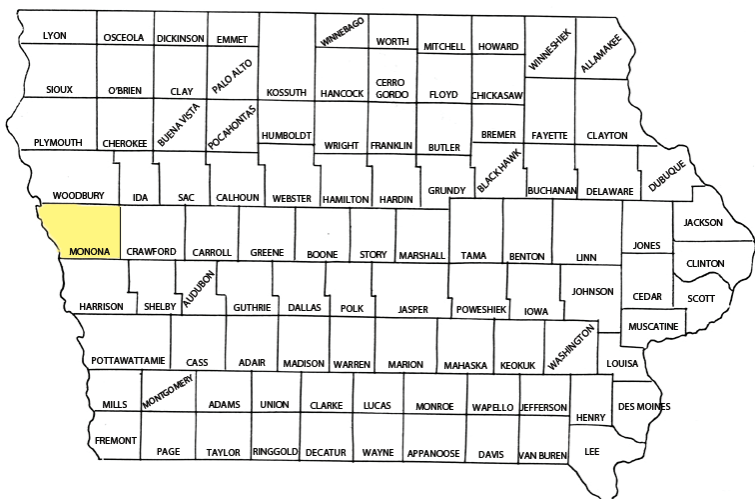 LYON OSCEOLA DICKINSON EMMET WINNEBAGO WORTH MITCHELL HOWARD WINNESHIEK ALLAMAKEE
SIOUX O'BRIEN CLAY PALO ALTO KOSSUTH HANCOCK CERRO GORDO FLOYD CHICKASAW
PLYMOUTH CHEROKEE BUENA VISTA POCAHONTAS HUMBOLDT WRIGHT FRANKLIN BUTLER BREMER FAYETTE CLAYTON
WOODBURY IDA SAC CALHOUN WEBSTER HAMILTON HARDIN GRUNDY BLACK HAWK BUCHANAN DELAWARE DUBUQUE
MONONA CRAWFORD CARROLL GREENE BOONE STORY MARSHALL TAMA BENTON LINN JONES JACKSON
CLINTON
HARRISON SHELBY AUDUBON GUTHRIE DALLAS POLK JASPER POWESHIEK IOWA JOHNSON CEDAR SCOTT
MUSCATINE
POTTAWATTAMIE CASS ADAIR MADISON WARREN MARION MAHASKA KEOKUK WASHINGTON LOUISA
MILLS MONTGOMERY ADAMS UNION CLARKE LUCAS MONROE WAPELLO JEFFERSON HENRY DES MOINES
FREMONT PAGE TAYLOR RINGGOLD DECATUR WAYNE APPANOOSE DAVIS VAN BUREN LEE